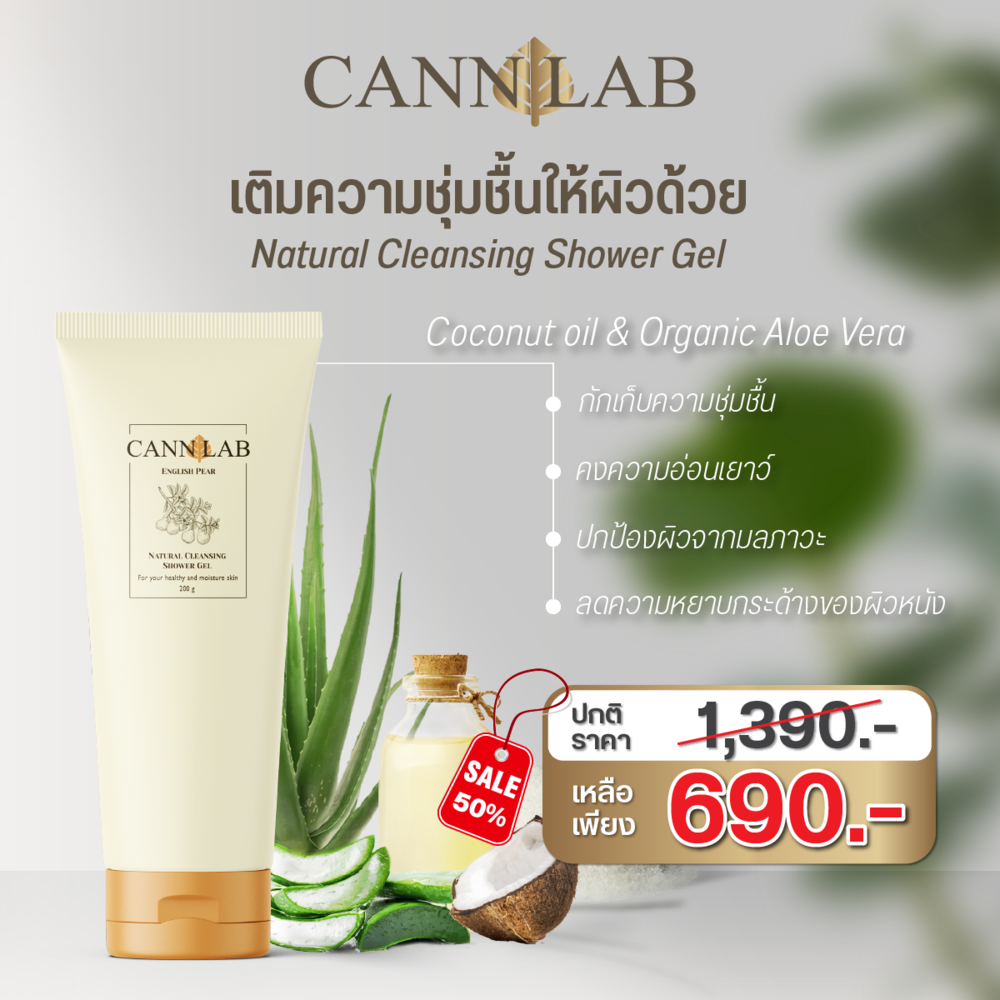 CANN LAB
เติมความชุ่มชื้นให้ผิวด้วย
Natural Cleansing Shower Gel
Coconut oil & Organic Aloe Vera
กักเก็บความชุ่มชื้น
คงความอ่อนเยาว์
ปกป้องผิวจากมลภาวะ
ลดความหยาบกระด้างของผิวหนัง
CANN LAB
ENGLISH PEAR
NATURAL CLEANSING
SHOWER GEL
For your healthy and moisture skin
200 g
SALE
50%
ปกติ
ราคา
1,390.-
เหลือ
เพียง
690.-